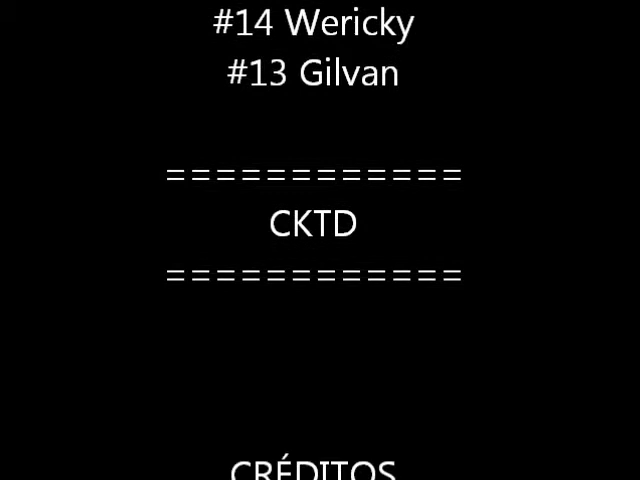 #14 Wericky
#13 Gilvan
============
CKTD
============
CRÉDITOS